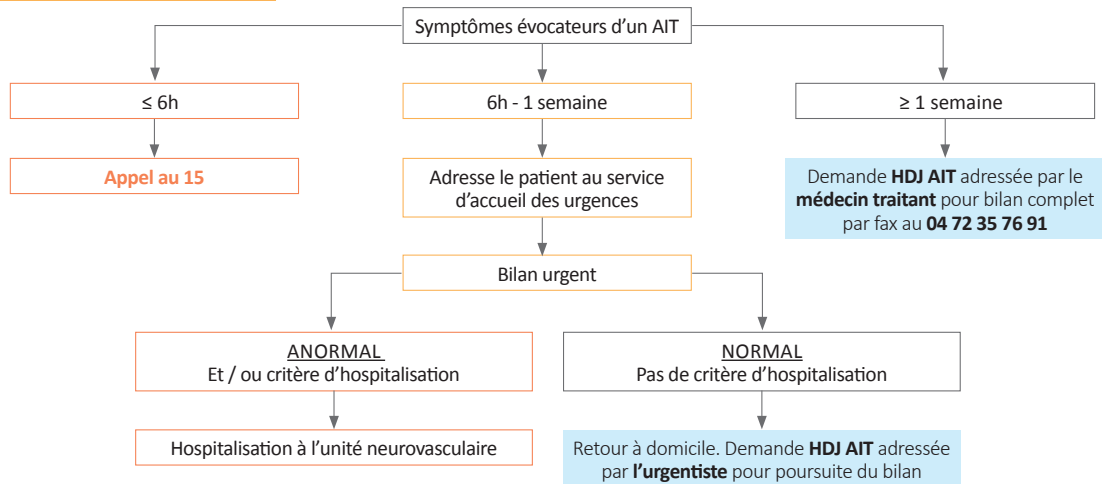 Symptômes évocateurs d'un AIT
≤ 6h
6h - 1 semaine
≥ 1 semaine
Appel au 15
Adresse le patient au service
d'accueil des urgences
Demande HDJ AIT adressée par le
médecin traitant pour bilan complet
par fax au 04 72 35 76 91
Bilan urgent
ANORMAL
Et / ou critère d'hospitalisation
NORMAL
Pas de critère d'hospitalisation
Hospitalisation à l'unité neurovasculaire
Retour à domicile. Demande HDJ AIT adressée
par l'urgentiste pour poursuite du bilan